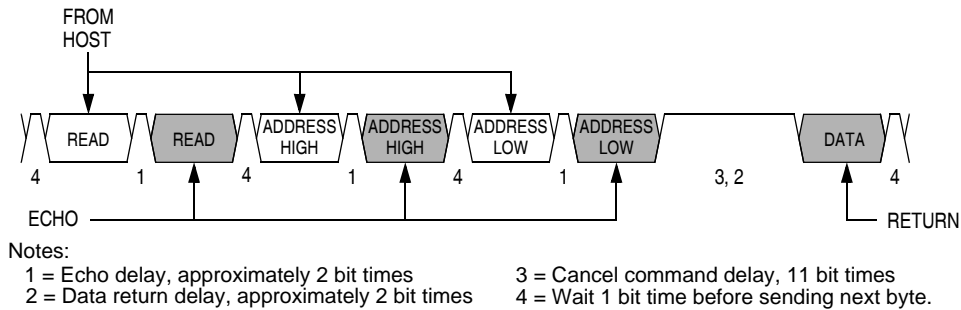 FROM
HOST
READ
READ
ADDRESS
HIGH
ADDRESS
HIGH
ADDRESS
LOW
ADDRESS
LOW
DATA
4
1
4
1
4
1
3, 2
4
ECHO
RETURN
Notes:
1 = Echo delay, approximately 2 bit times
2 = Data return delay, approximately 2 bit times
3 = Cancel command delay, 11 bit times
4 = Wait 1 bit time before sending next byte.